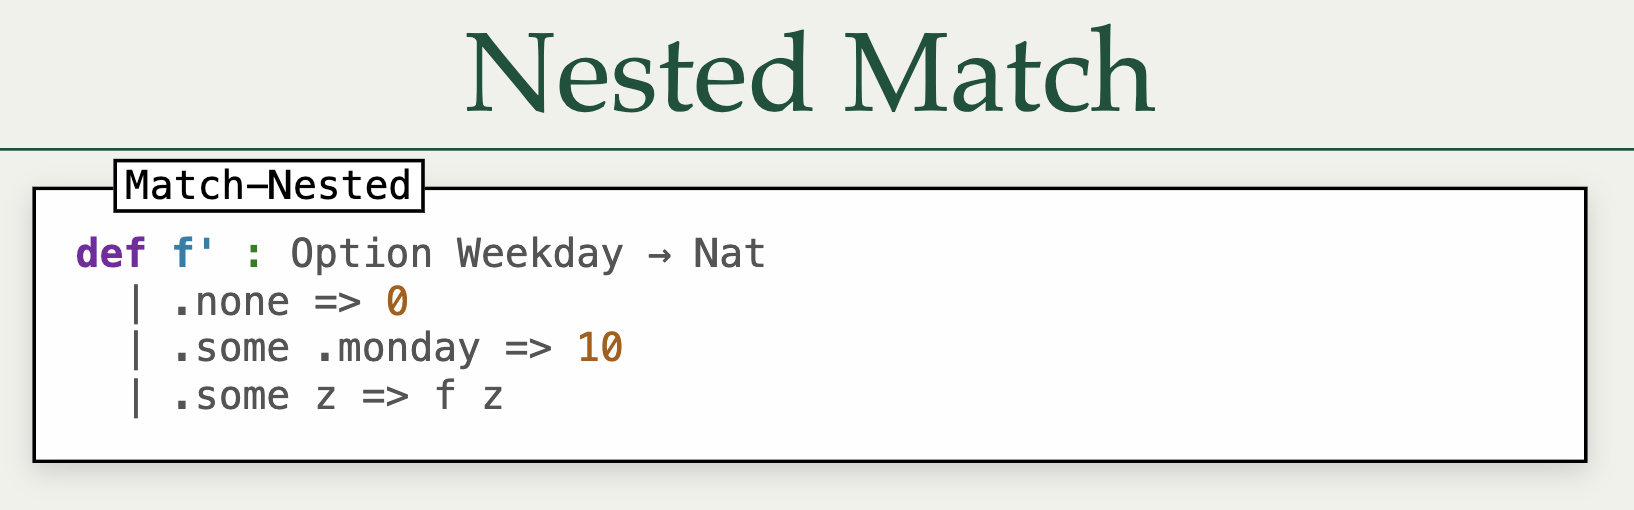 Nested Match
Match-Nested
def f' : Option Weekday → Nat
  | .none => 0
  | .some .monday => 10
  | .some z => f z